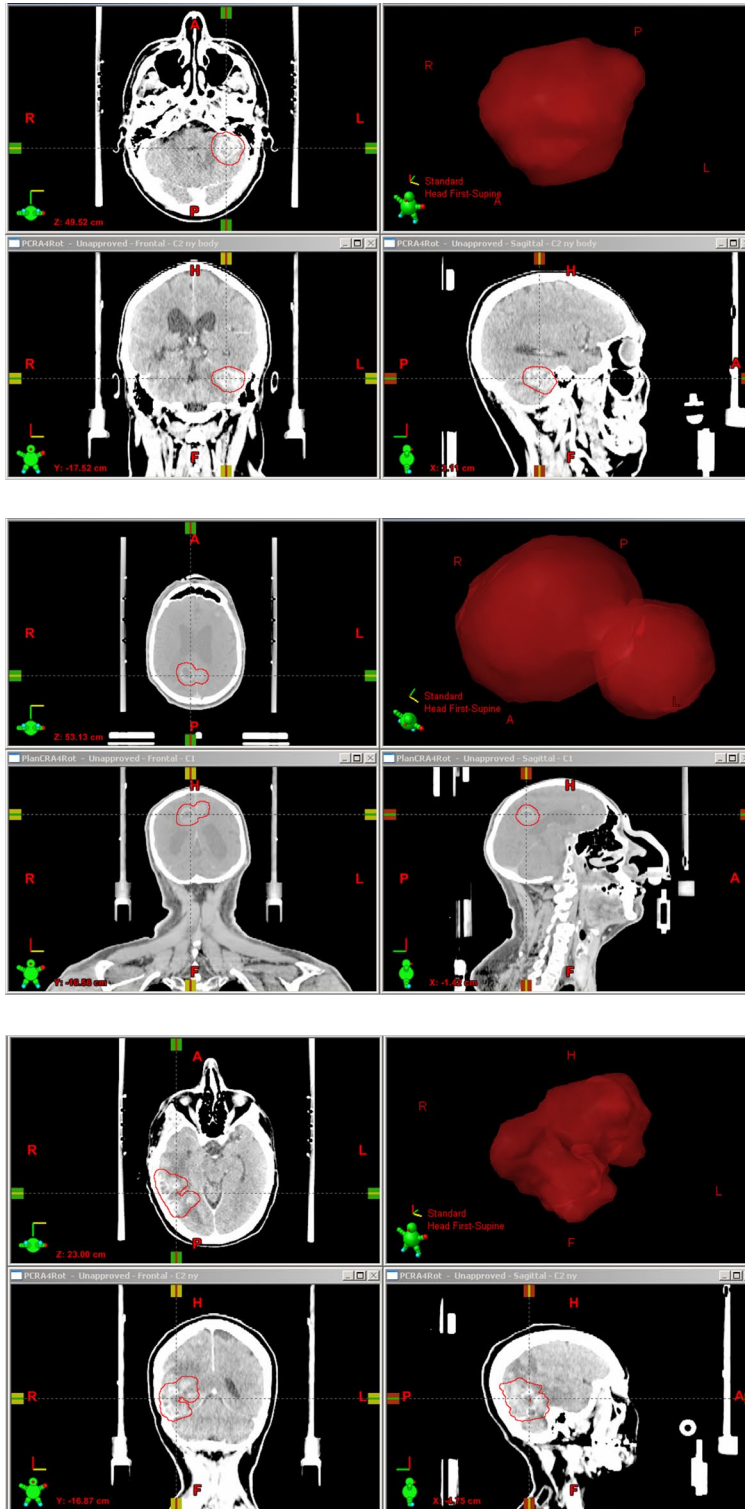 A
R
L
P
Z: 49.52 cm
P
R
L
A
Standard
Head First-Supine
PCRA4Rot - Unapproved - Frontal - C2 ny body
H
R
L
F
Y: -17.52 cm
PCRA4Rot - Unapproved - Sagittal - C2 ny body
H
P
A
F
A
R
L
P
Z: 53.13 cm
P
R
L
A
Standard
Head First-Supine
PlanCRA4Rot - Unapproved - Frontal - C1
H
R
L
F
PlanCRA4Rot - Unapproved - Sagittal - C1
H
P
A
F
A
R
L
P
Z: 23.00 cm
H
R
L
F
Standard
Head First-Supine
PCRA4Rot - Unapproved - Frontal - C2 ny
H
R
L
F
Y: -16.87 cm
PCRA4Rot - Unapproved - Sagittal - C2 ny
H
P
A
F